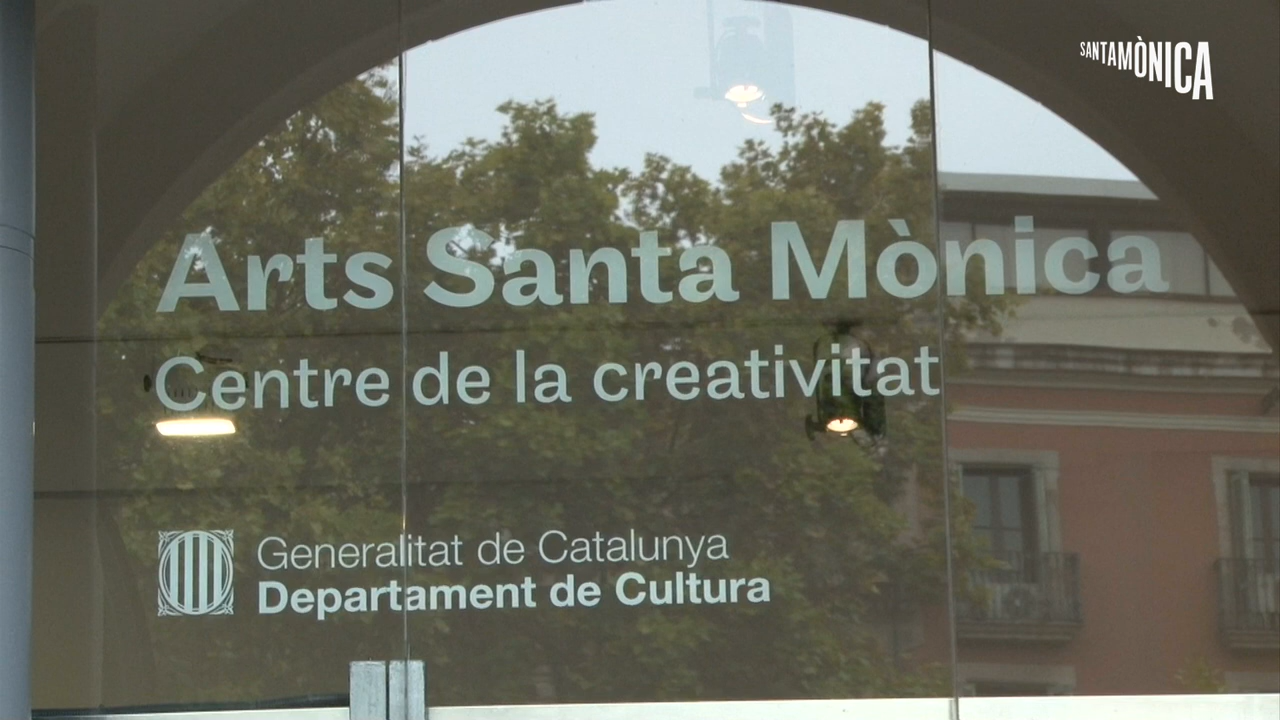 SANTAMÒNICA
Arts Santa Mònica
Centre de la creativitat
Generalitat de Catalunya
Departament de Cultura